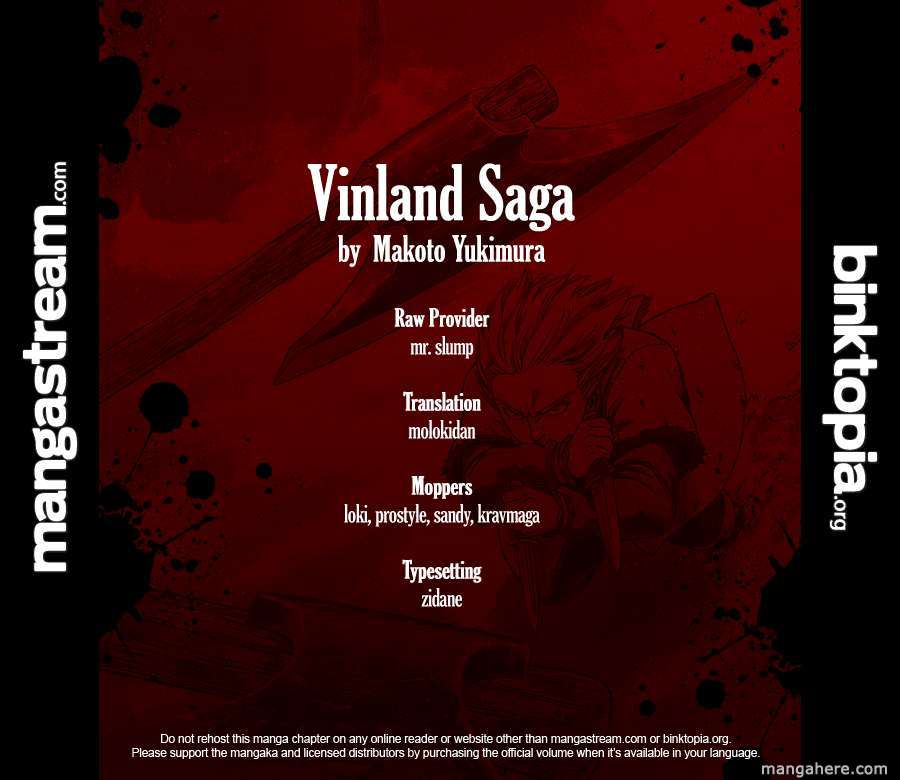 Vinland Saga
by Makoto Yukimura
Raw Provider
mr. slump
Translation
molokidan
Moppers
loki, prostyle, sandy, kravmaga
Typesetting
zidane
mangastream.com
binktopia.org
Do not rehost this manga chapter on any online reader or website other than mangastream.com or binktopia.org.
Please support the mangaka and licensed distributors by purchasing the official volume when it's available in your language.
mangahere.com